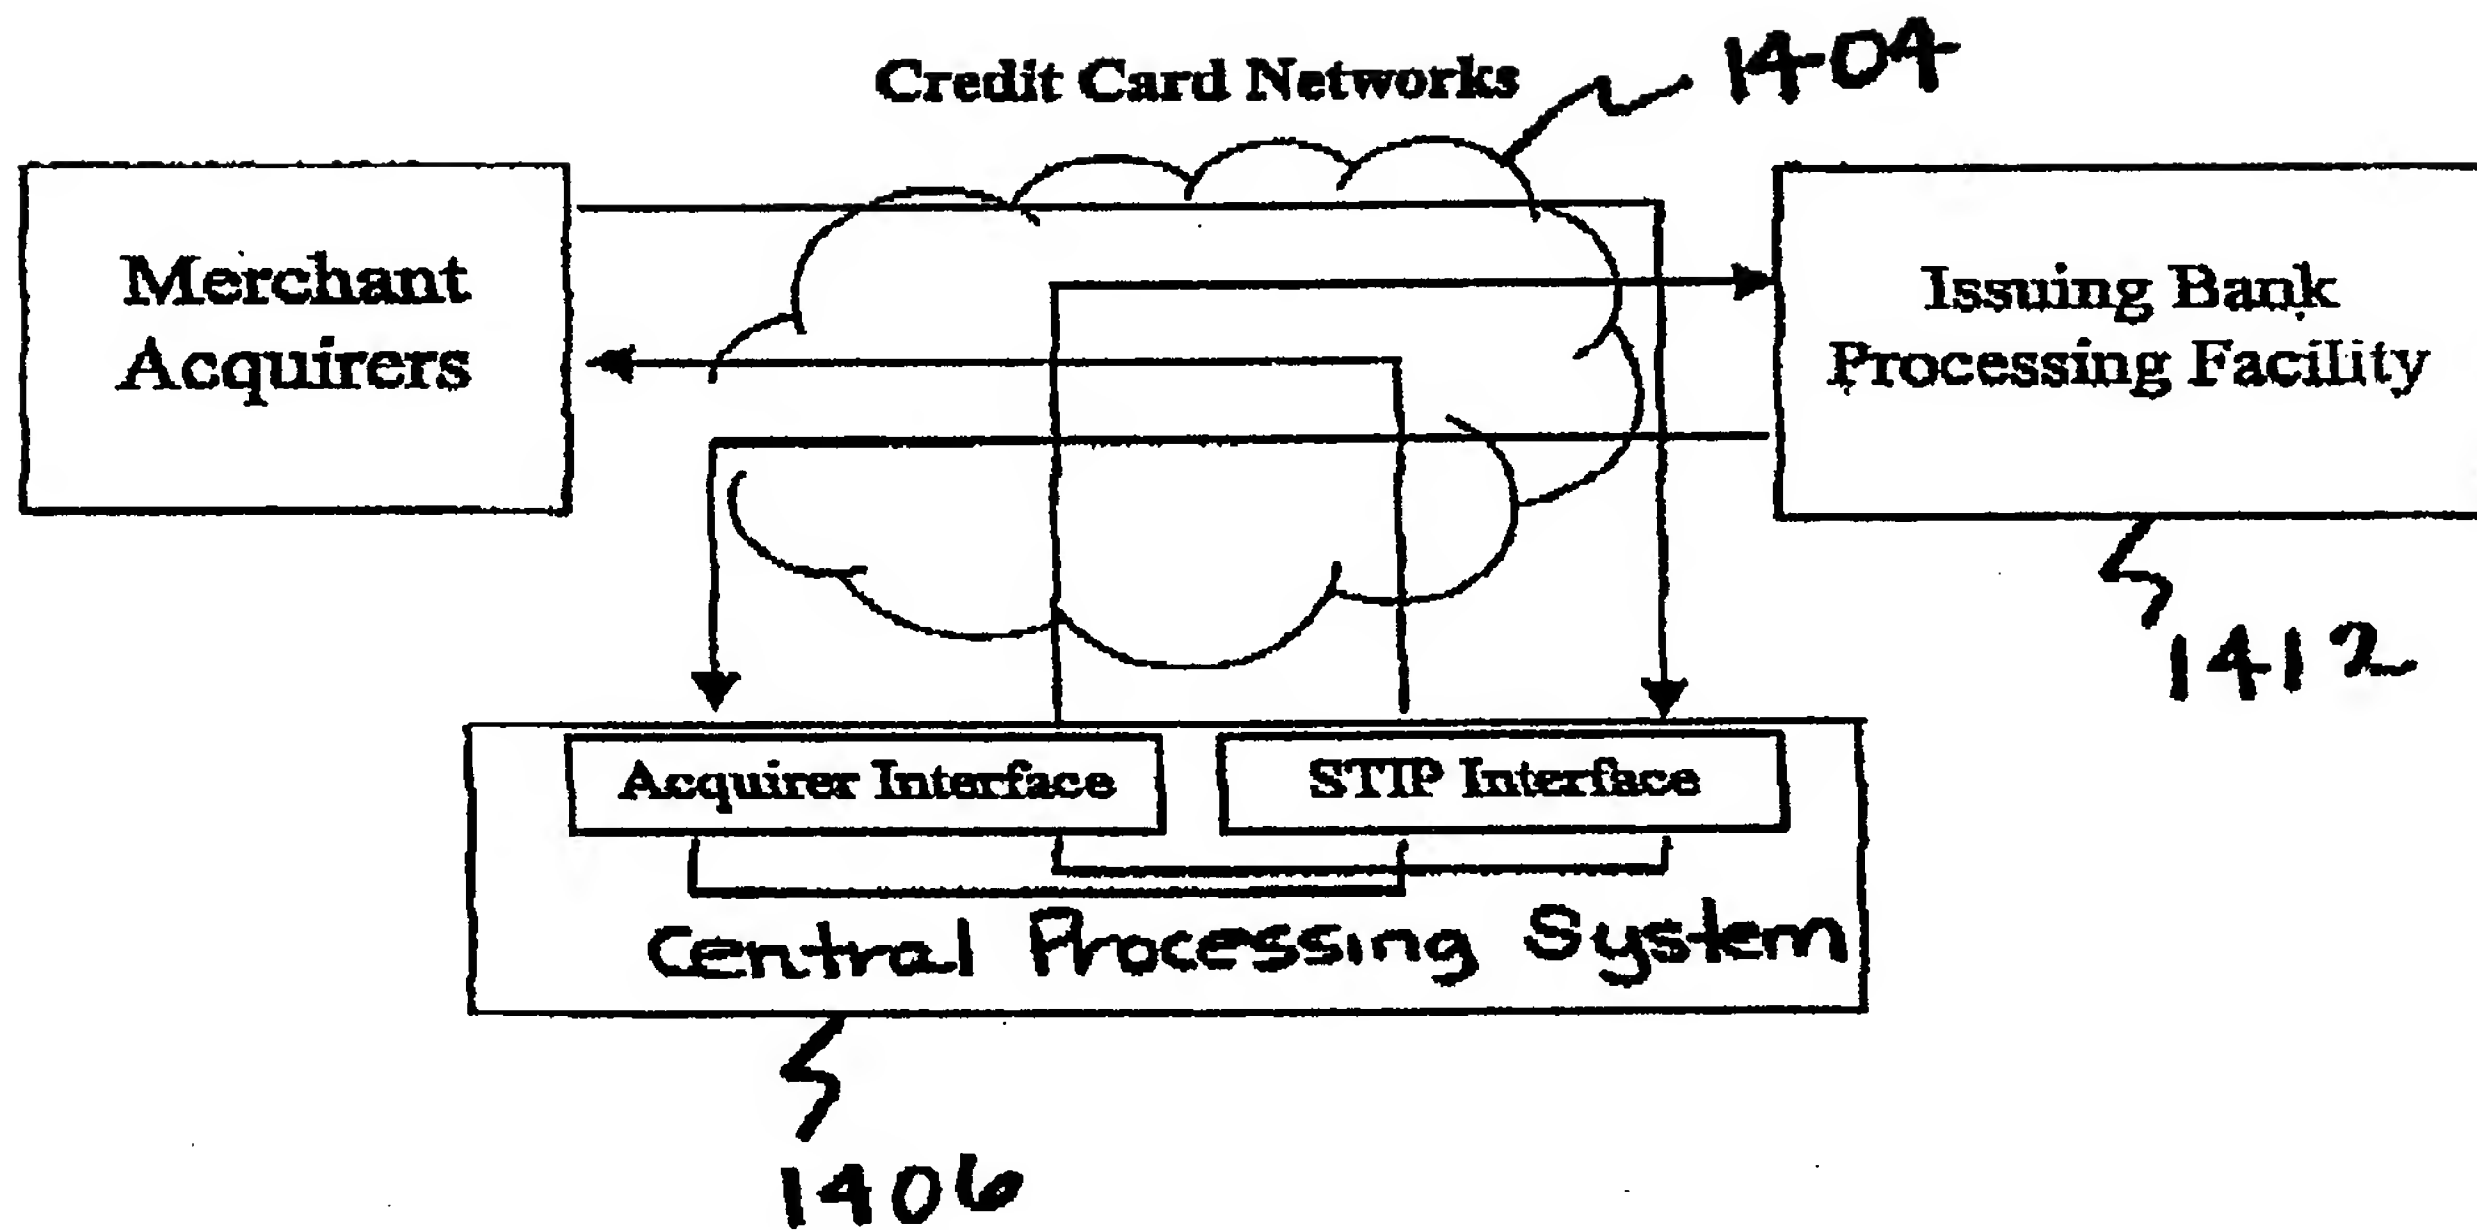 Credit Card Networks
1404
Merchant
Acquirers
Issuing Bank
Processing Facility
1412
Acquirer Interface
STIP Interface
Central Processing System
1406